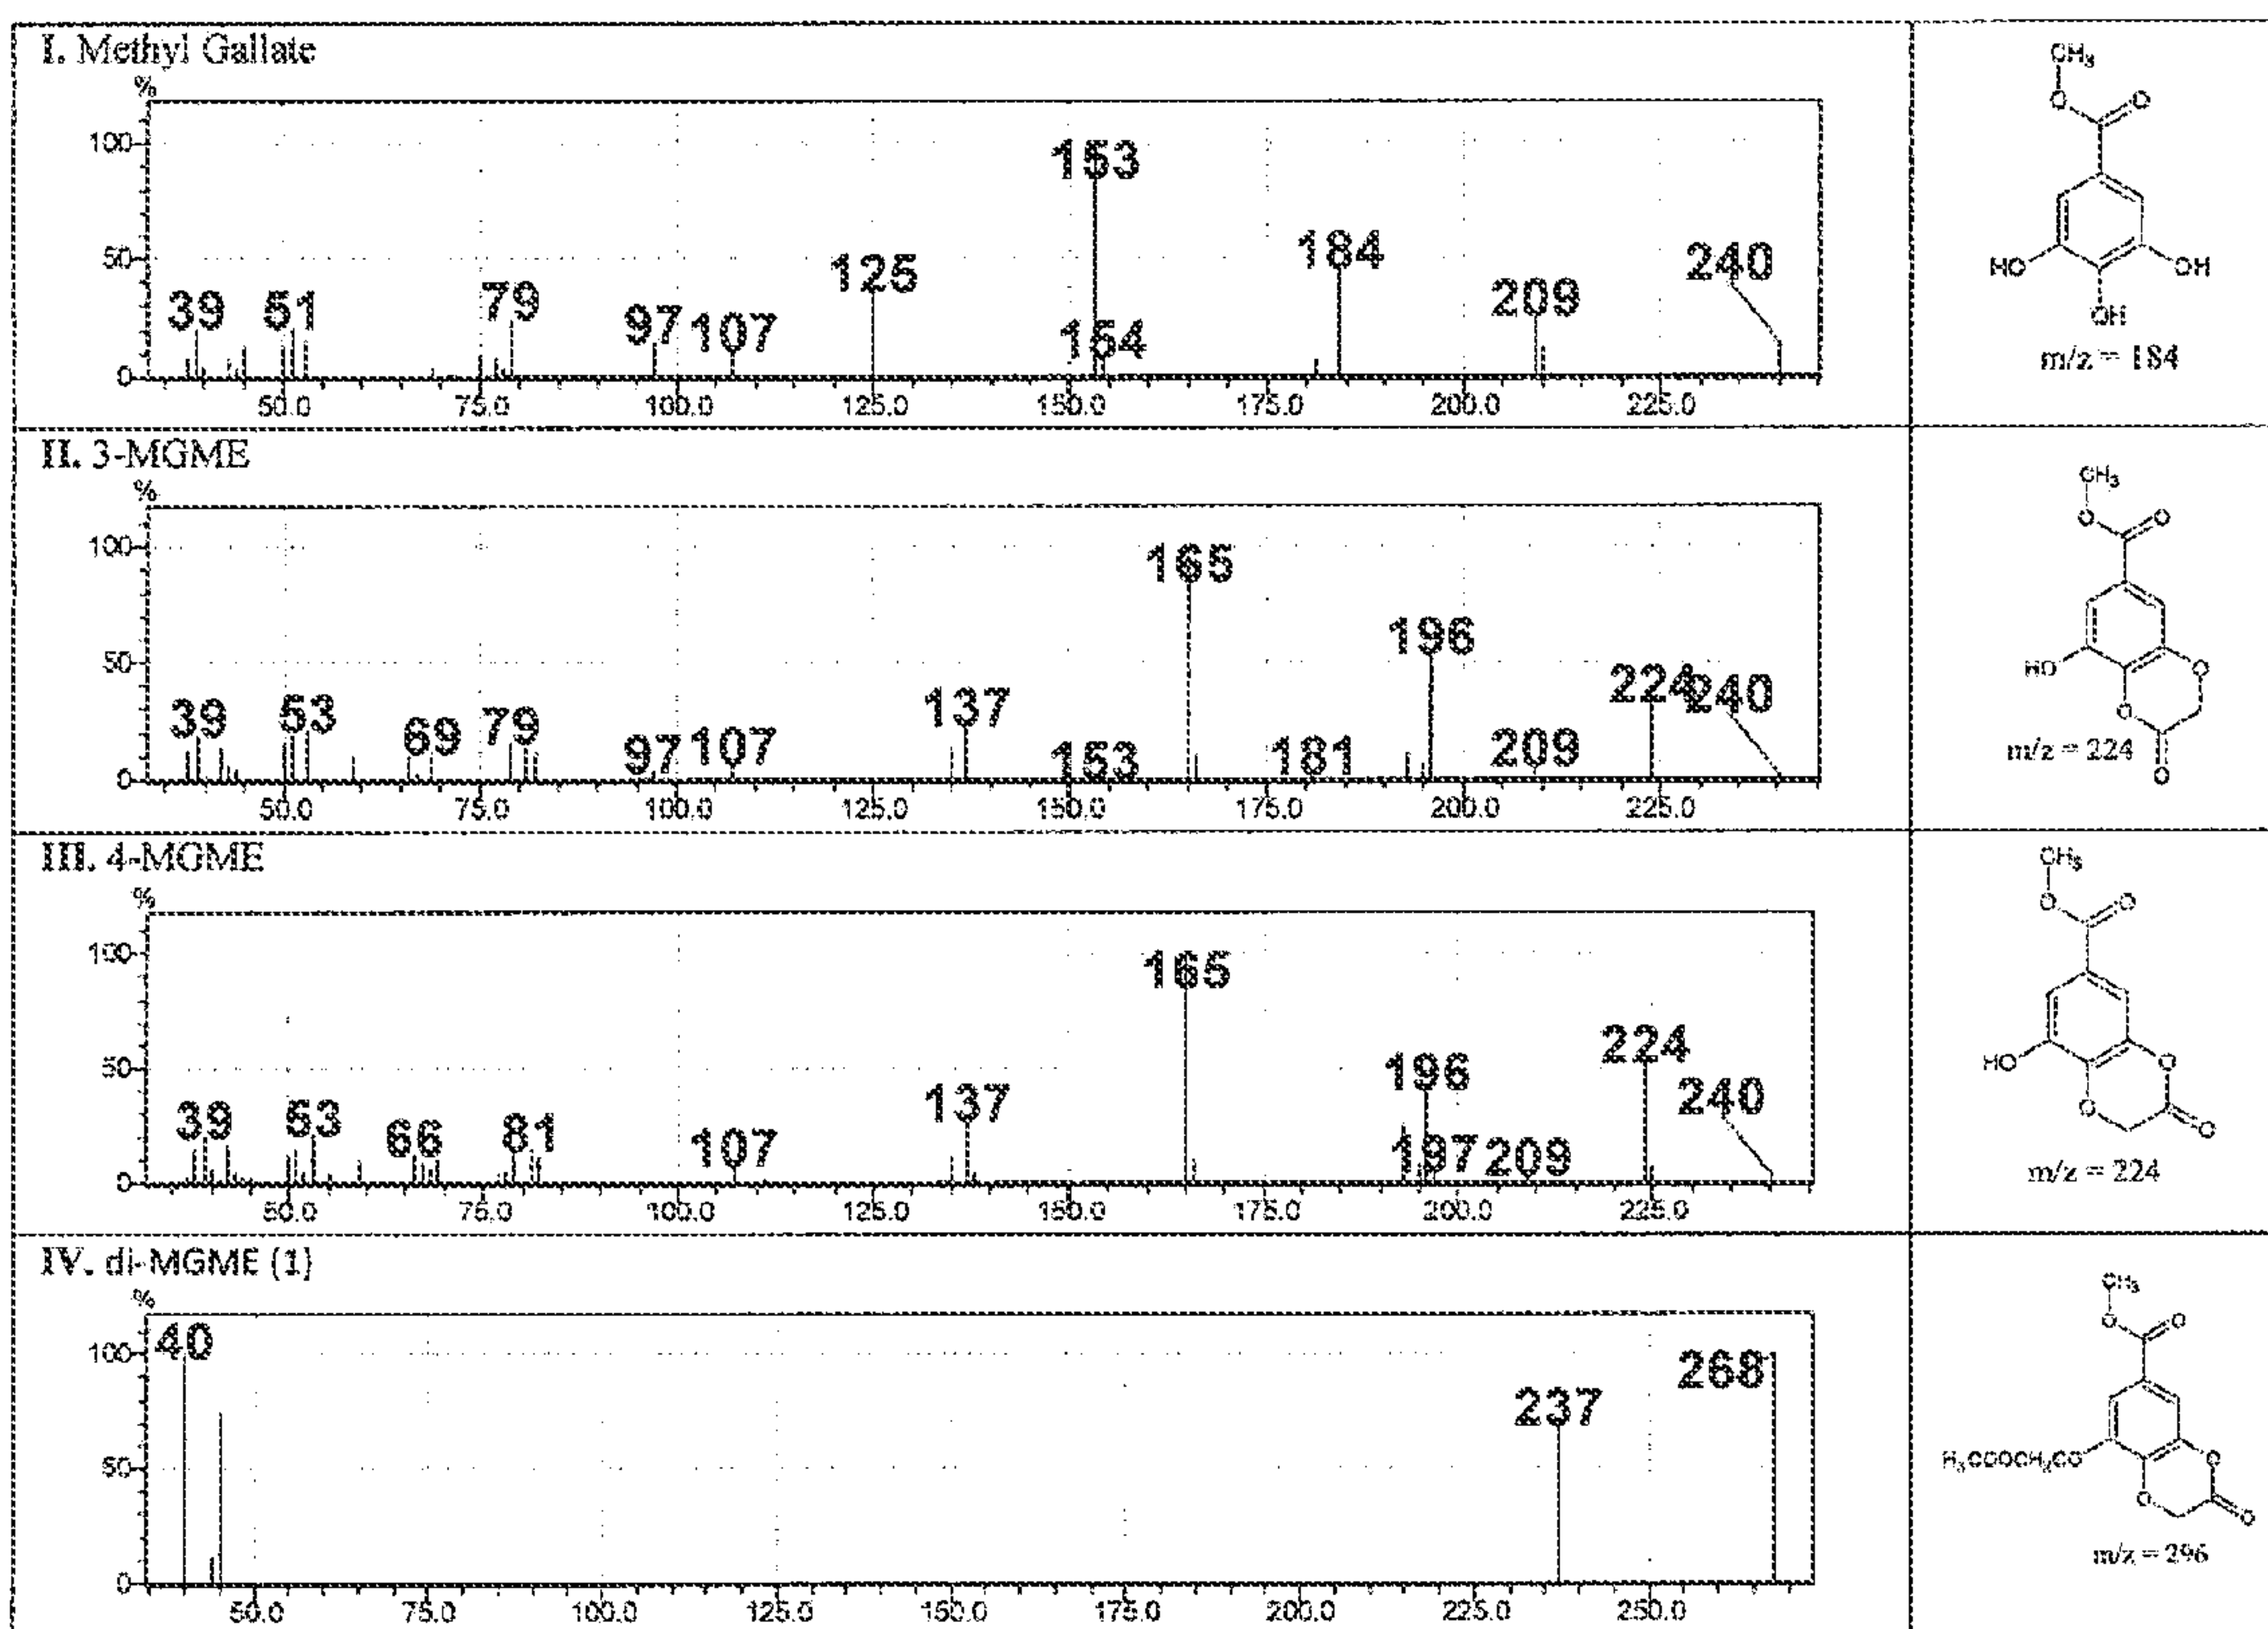 I. Methyl Gallate
%
100
50
0
39 51 79 97 107 125 153 154 184 209 240
50.0 75.0 100.0 125.0 150.0 175.0 200.0 225.0
CH₃
O O
HO OH
OH
m/z = 184
II. 3-MGME
%
100
50
0
39 53 69 79 97 107 137 153 165 181 196 209 224 240
50.0 75.0 100.0 125.0 150.0 175.0 200.0 225.0
CH₃
O O
HO O
O
O
m/z = 224
III. 4-MGME
%
100
50
0
39 53 66 81 107 137 165 196 197 209 224 240
50.0 75.0 100.0 125.0 150.0 175.0 200.0 225.0
CH₃
O O
HO O
O O
m/z = 224
IV. di-MGME (1)
%
100
50
0
40 237 268
50.0 75.0 100.0 125.0 150.0 175.0 200.0 225.0 250.0
CH₃
O O
O
O O
m/z = 296